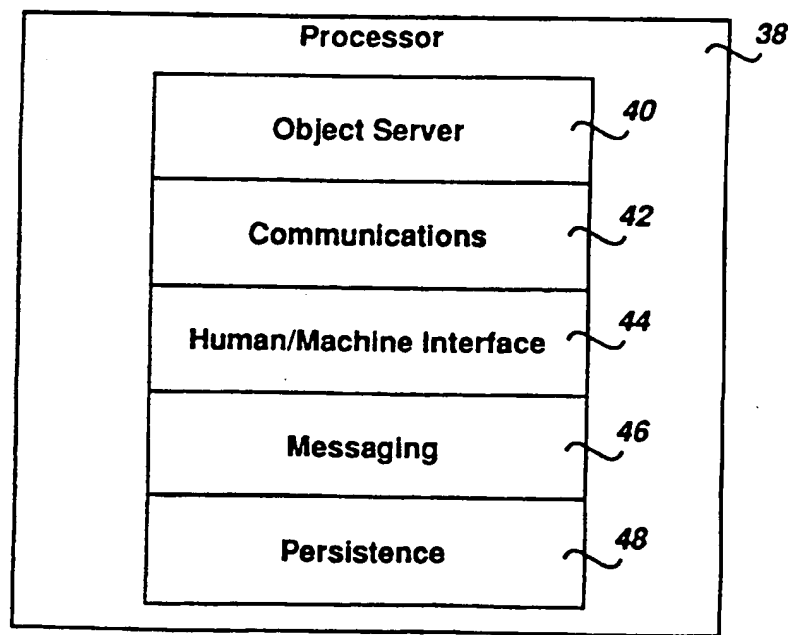 Processor 38
Object Server 40
Communications 42
Human/Machine Interface 44
Messaging 46
Persistence 48